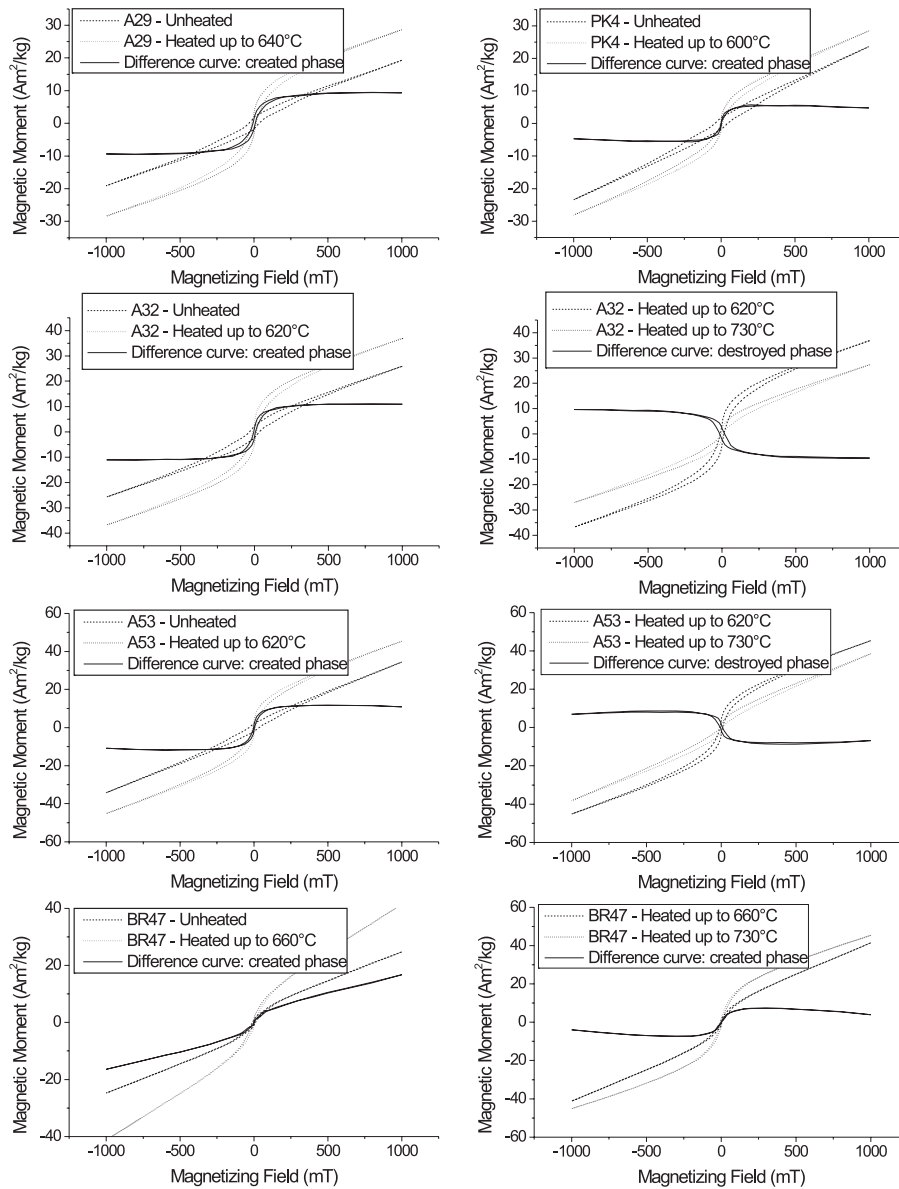 A29 - Unheated
A29 - Heated up to 640°C
Difference curve: created phase
Magnetic Moment (Am²/kg)
30
20
10
0
-10
-20
-30
-1000 -500 0 500 1000
Magnetizing Field (mT)
PK4 - Unheated
PK4 - Heated up to 600°C
Difference curve: created phase
Magnetic Moment (Am²/kg)
30
20
10
0
-10
-20
-30
-1000 -500 0 500 1000
Magnetizing Field (mT)
A32 - Unheated
A32 - Heated up to 620°C
Difference curve: created phase
Magnetic Moment (Am²/kg)
40
30
20
10
0
-10
-20
-30
-40
-1000 -500 0 500 1000
Magnetizing Field (mT)
A32 - Heated up to 620°C
A32 - Heated up to 730°C
Difference curve: destroyed phase
Magnetic Moment (Am²/kg)
40
30
20
10
0
-10
-20
-30
-40
-1000 -500 0 500 1000
Magnetizing Field (mT)
A53 - Unheated
A53 - Heated up to 620°C
Difference curve: created phase
Magnetic Moment (Am²/kg)
60
40
20
0
-20
-40
-60
-1000 -500 0 500 1000
Magnetizing Field (mT)
A53 - Heated up to 620°C
A53 - Heated up to 730°C
Difference curve: destroyed phase
Magnetic Moment (Am²/kg)
60
40
20
0
-20
-40
-60
-1000 -500 0 500 1000
Magnetizing Field (mT)
BR47 - Unheated
BR47 - Heated up to 660°C
Difference curve: created phase
Magnetic Moment (Am²/kg)
40
20
0
-20
-40
-1000 -500 0 500 1000
Magnetizing Field (mT)
BR47 - Heated up to 660°C
BR47 - Heated up to 730°C
Difference curve: created phase
Magnetic Moment (Am²/kg)
60
40
20
0
-20
-40
-60
-1000 -500 0 500 1000
Magnetizing Field (mT)